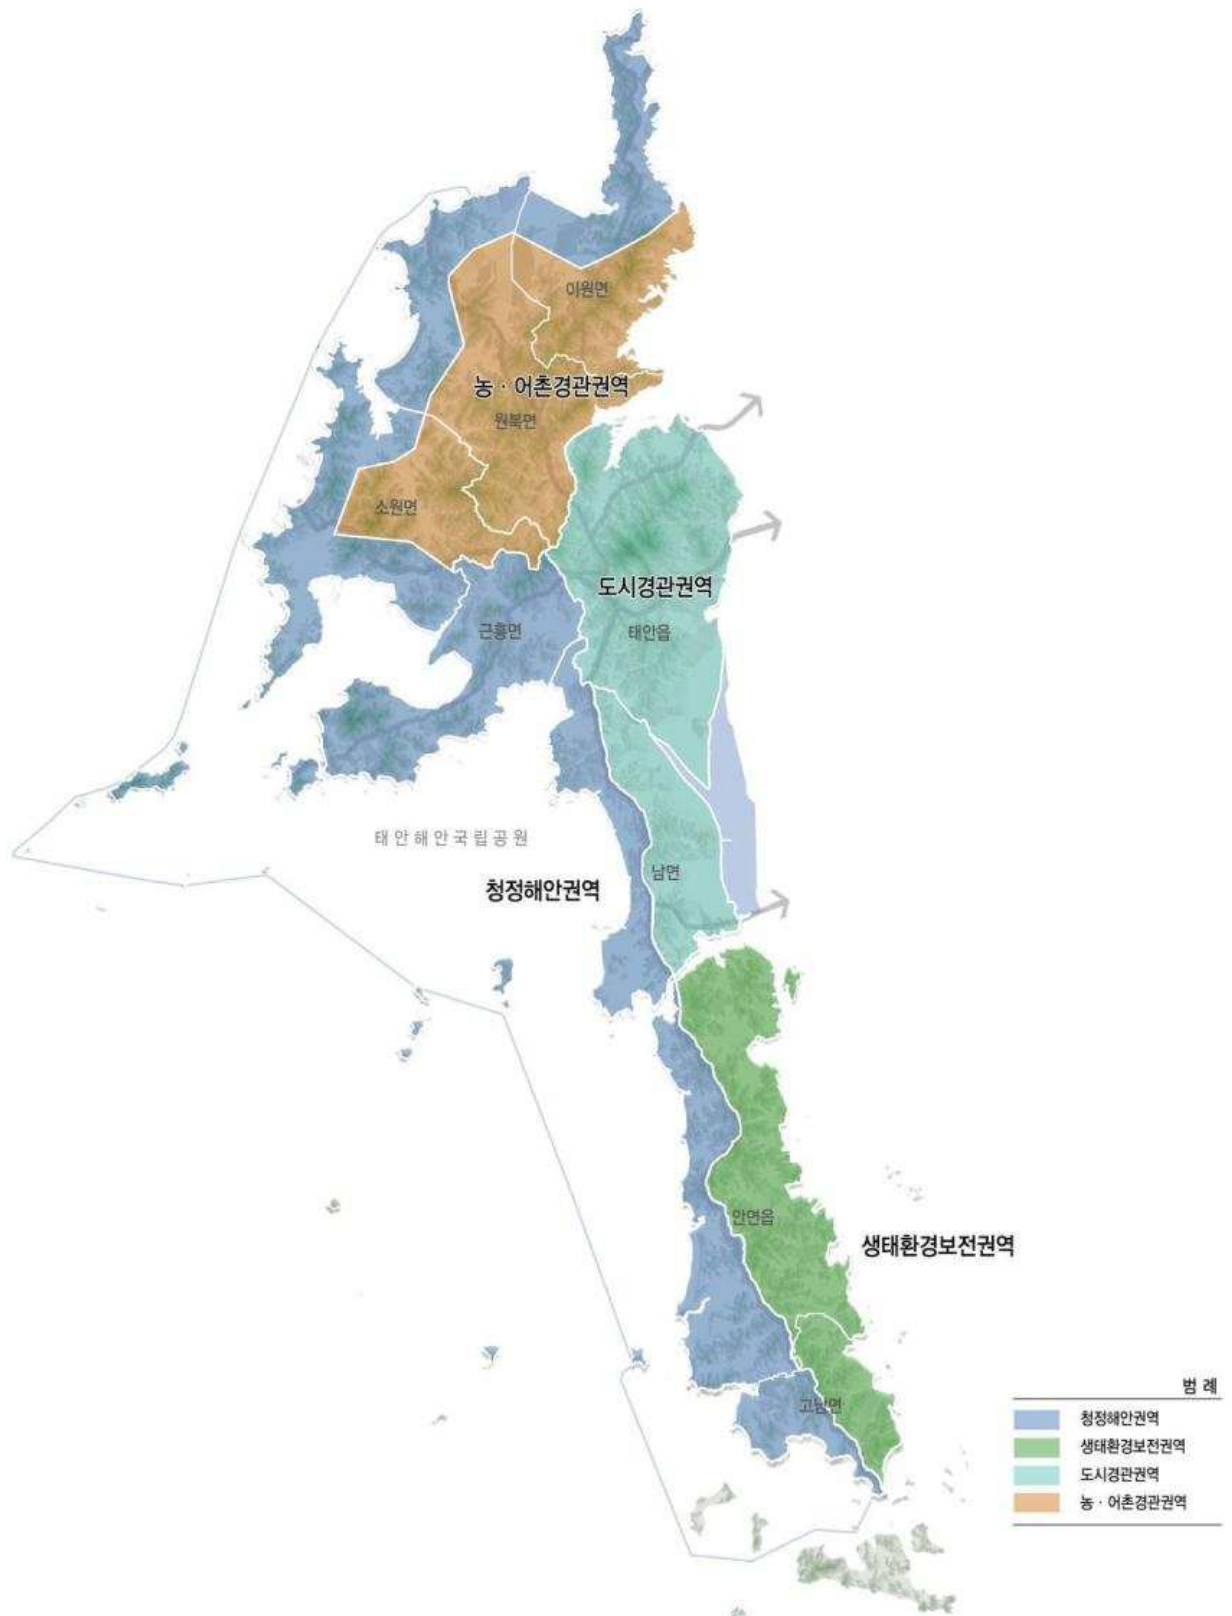 이원면
농 · 어촌경관권역
원북면
소원면
도시경관권역
근흥면
태안읍
태안해안국립공원
남면
청정해안권역
안면읍
생태환경보전권역
고남면
범 례
청정해안권역
생태환경보전권역
도시경관권역
농 · 어촌경관권역